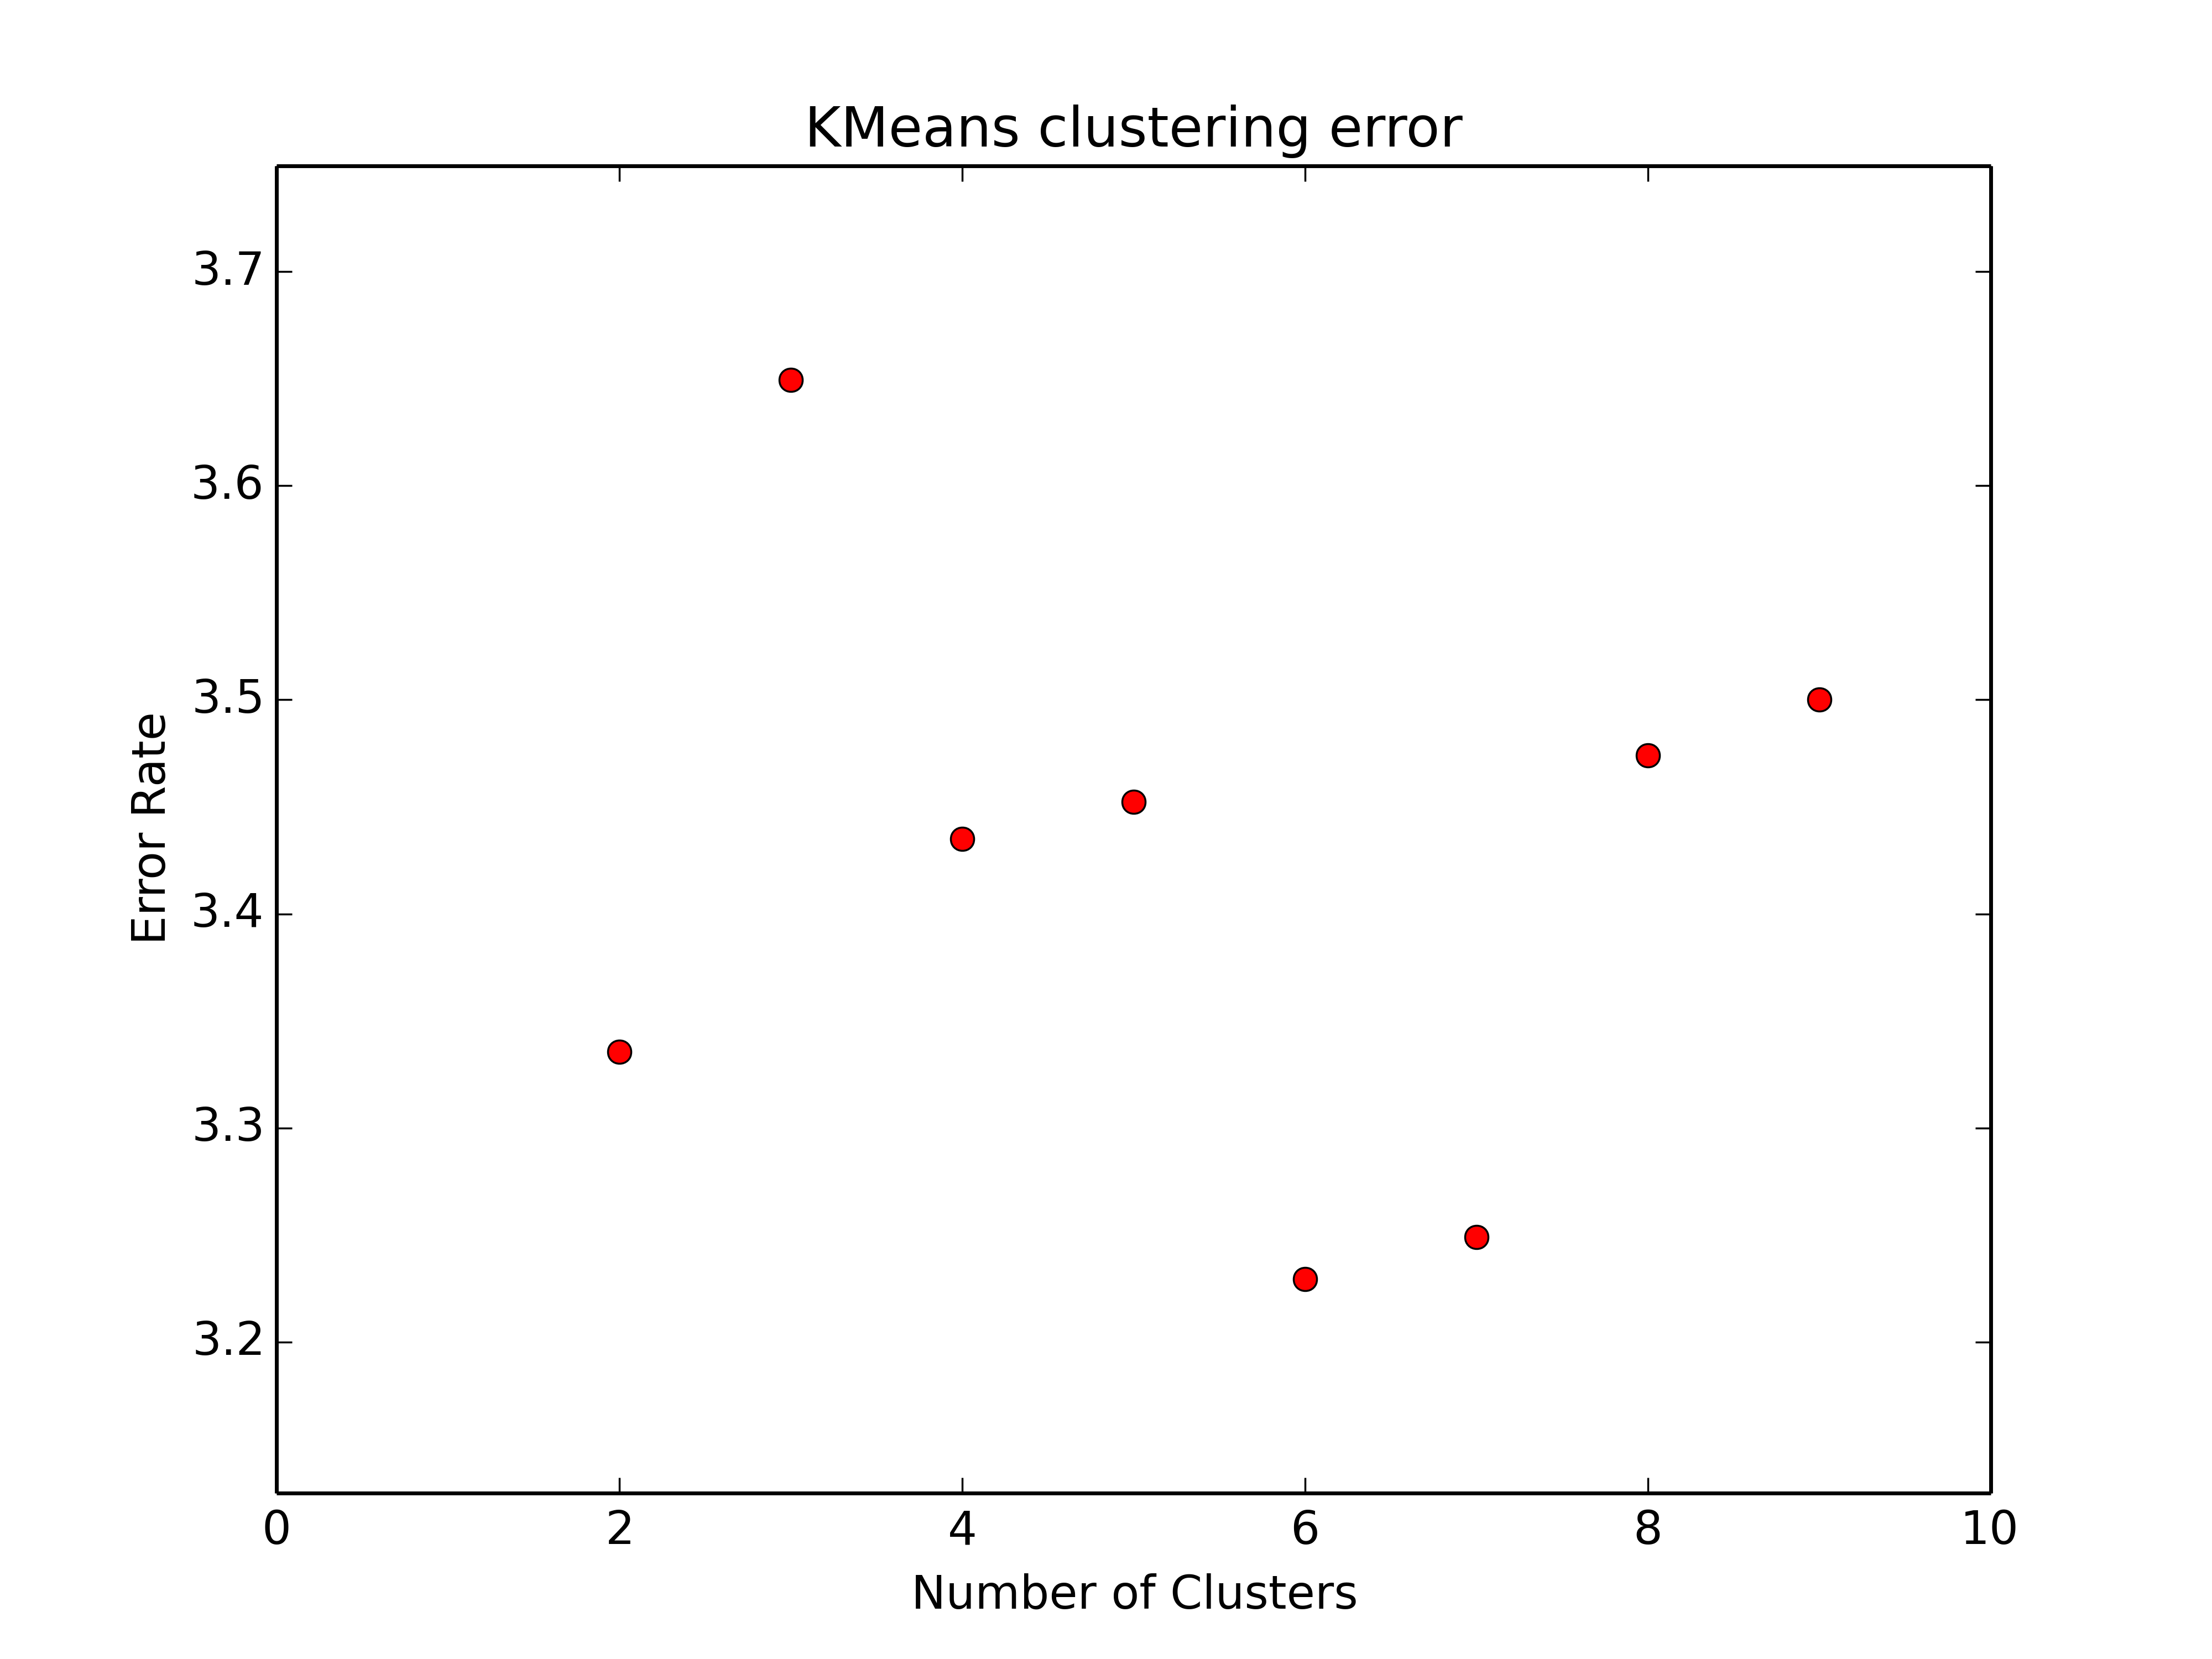 KMeans clustering error
3.7
3.6
3.5
3.4
3.3
3.2
Error Rate
0 2 4 6 8 10
Number of Clusters